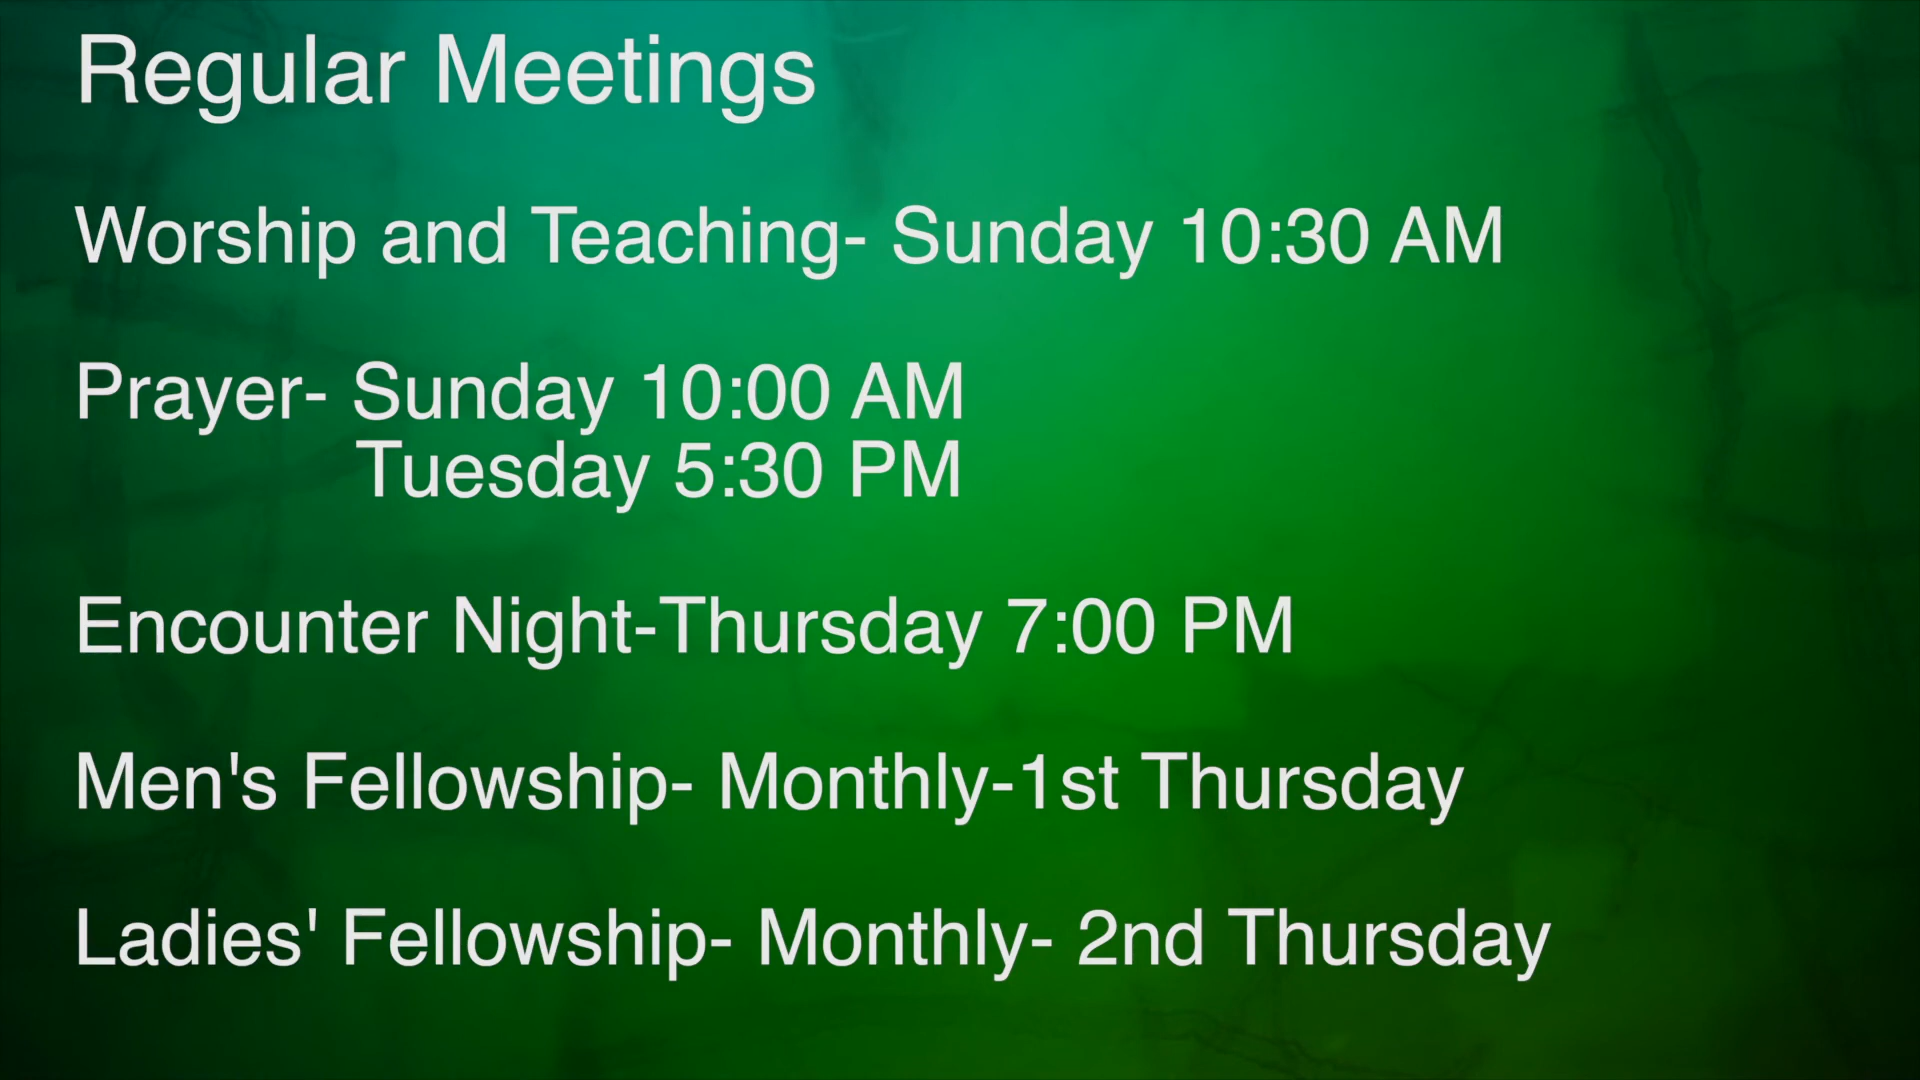 Regular Meetings
Worship and Teaching- Sunday 10:30 AM
Prayer- Sunday 10:00 AM
Tuesday 5:30 PM
Encounter Night-Thursday 7:00 PM
Men's Fellowship- Monthly-1st Thursday
Ladies' Fellowship- Monthly- 2nd Thursday